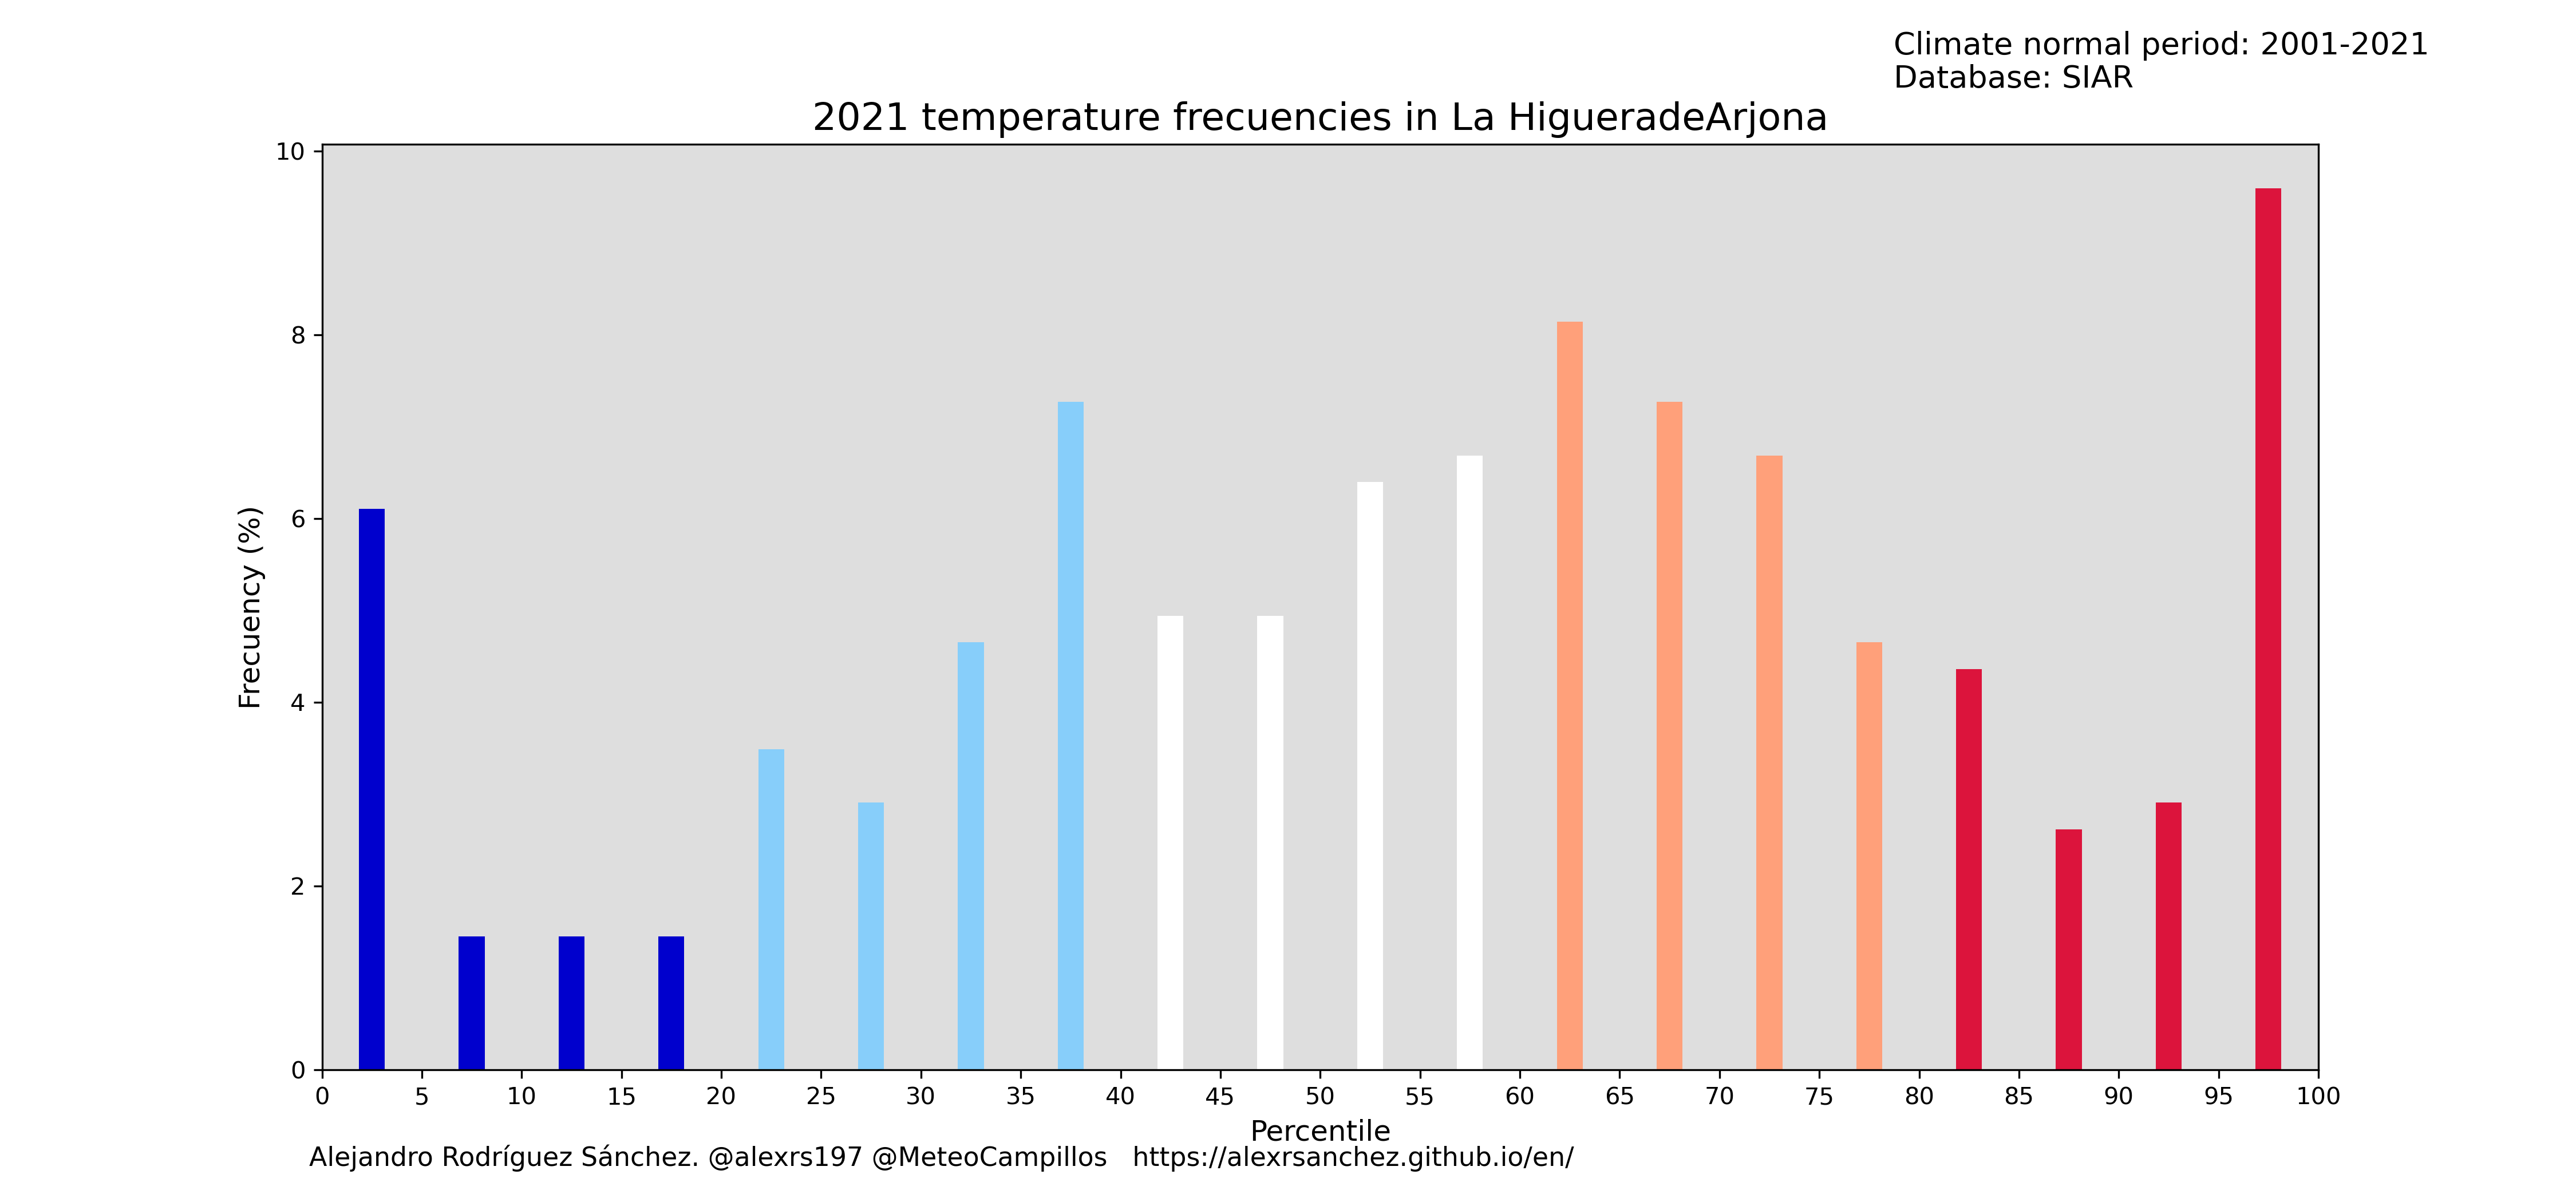 Climate normal period: 2001-2021
Database: SIAR
2021 temperature frecuencies in La HigueradeArjona
10
8
6
4
2
0
Frecuency (%)
0 5 10 15 20 25 30 35 40 45 50 55 60 65 70 75 80 85 90 95 100
Percentile
Alejandro Rodríguez Sánchez. @alexrs197 @MeteoCampillos https://alexrsanchez.github.io/en/